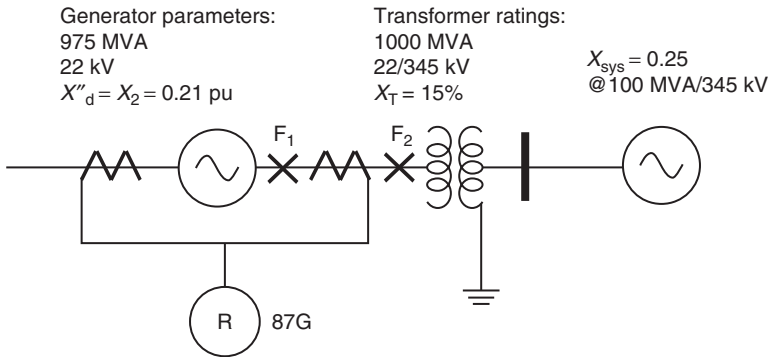 Generator parameters:
975 MVA
22 kV
X"d = X2 = 0.21 pu
Transformer ratings:
1000 MVA
22/345 kV
XT = 15%
Xsys = 0.25
@100 MVA/345 kV
F1
F2
R
87G